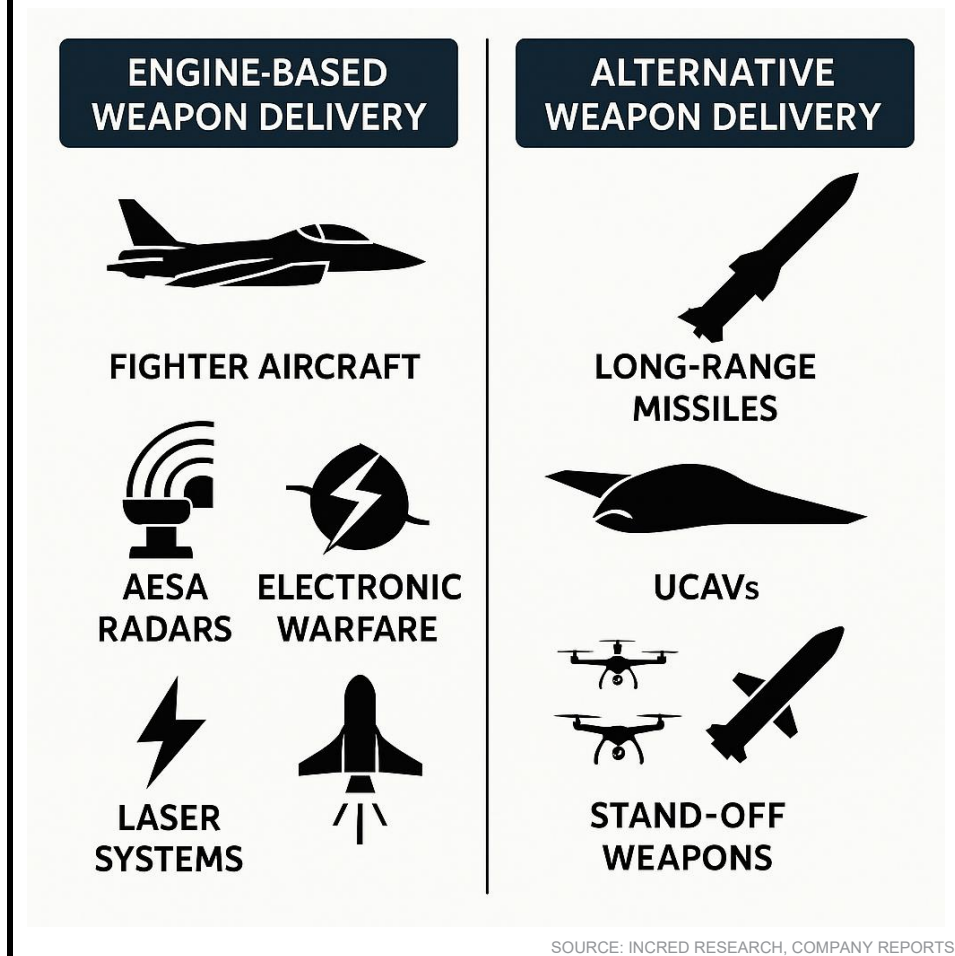 ENGINE-BASED
WEAPON DELIVERY
FIGHTER AIRCRAFT
AESA
RADARS
ELECTRONIC
WARFARE
LASER
SYSTEMS
ALTERNATIVE
WEAPON DELIVERY
LONG-RANGE
MISSILES
UCAVs
STAND-OFF
WEAPONS
SOURCE: INCRED RESEARCH, COMPANY REPORTS